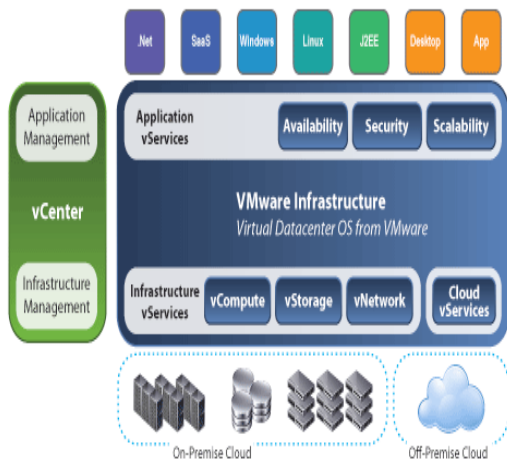 .Net
SaaS
Windows
Linux
J2EE
Desktop
App
Application
Management
vCenter
Infrastructure
Management
Application
vServices
Availability
Security
Scalability
VMware Infrastructure
Virtual Datacenter OS from VMware
Infrastructure
vServices
vCompute
vStorage
vNetwork
Cloud
vServices
On-Premise Cloud
Off-Premise Cloud